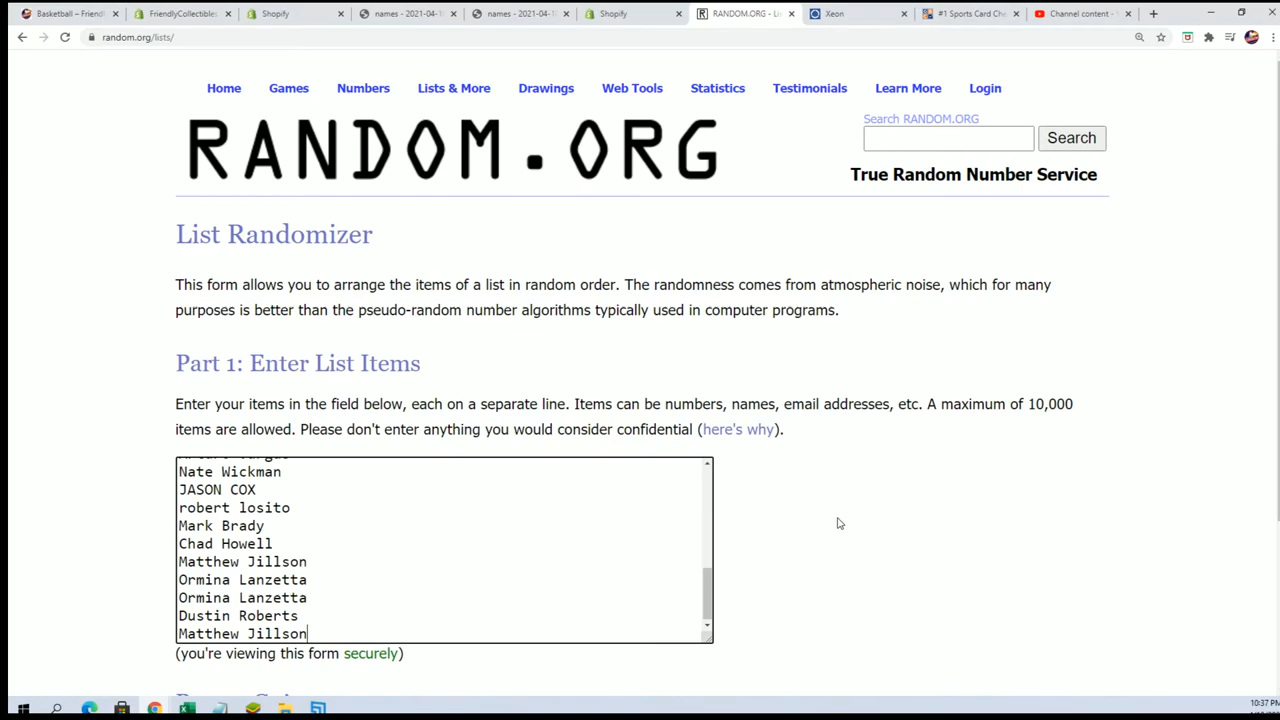 Basketball – Friendl
FriendlyCollectibles
Shopify
names - 2021-04-1
names - 2021-04-1
Shopify
RANDOM.ORG - Li
Xeon
#1 Sports Card Che
Channel content -
random.org/lists/
Home Games Numbers Lists & More Drawings Web Tools Statistics Testimonials Learn More Login
RANDOM.ORG
Search RANDOM.ORG
Search
True Random Number Service
List Randomizer
This form allows you to arrange the items of a list in random order. The randomness comes from atmospheric noise, which for many
purposes is better than the pseudo-random number algorithms typically used in computer programs.
Part 1: Enter List Items
Enter your items in the field below, each on a separate line. Items can be numbers, names, email addresses, etc. A maximum of 10,000
items are allowed. Please don't enter anything you would consider confidential (here's why).
Nate Wickman
JASON COX
robert losito
Mark Brady
Chad Howell
Matthew Jillson
Ormina Lanzetta
Ormina Lanzetta
Dustin Roberts
Matthew Jillson
(you're viewing this form securely)
10:37 PM